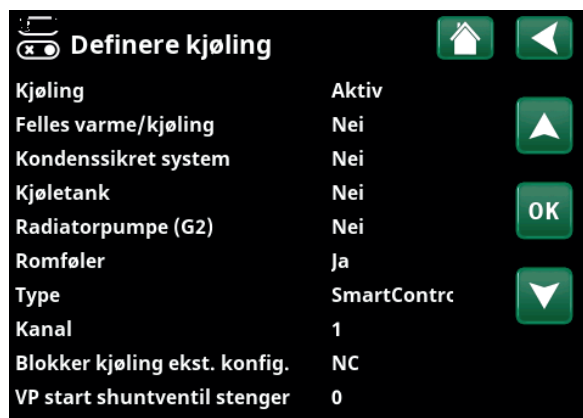 Definere kjøling
Kjøling Aktiv
Felles varme/kjøling Nei
Kondenssikret system Nei
Kjøletank Nei
Radiatorpumpe (G2) Nei
OK
Romføler Ja
Type SmartContrc
Kanal 1
Blokker kjøling ekst. konfig. NC
VP start shuntventil stenger 0